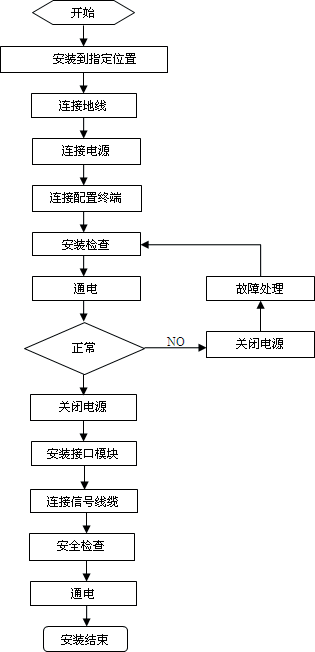 开始
安装到指定位置
连接地线
连接电源
连接配置终端
安装检查
通电
故障处理
正常
NO
关闭电源
关闭电源
安装接口模块
连接信号线缆
安全检查
通电
安装结束